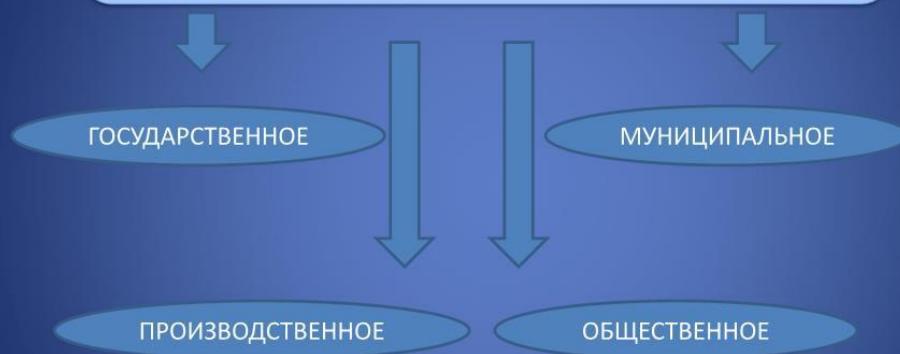 ГОСУДАРСТВЕННОЕ
МУНИЦИПАЛЬНОЕ
ПРОИЗВОДСТВЕННОЕ
ОБЩЕСТВЕННОЕ